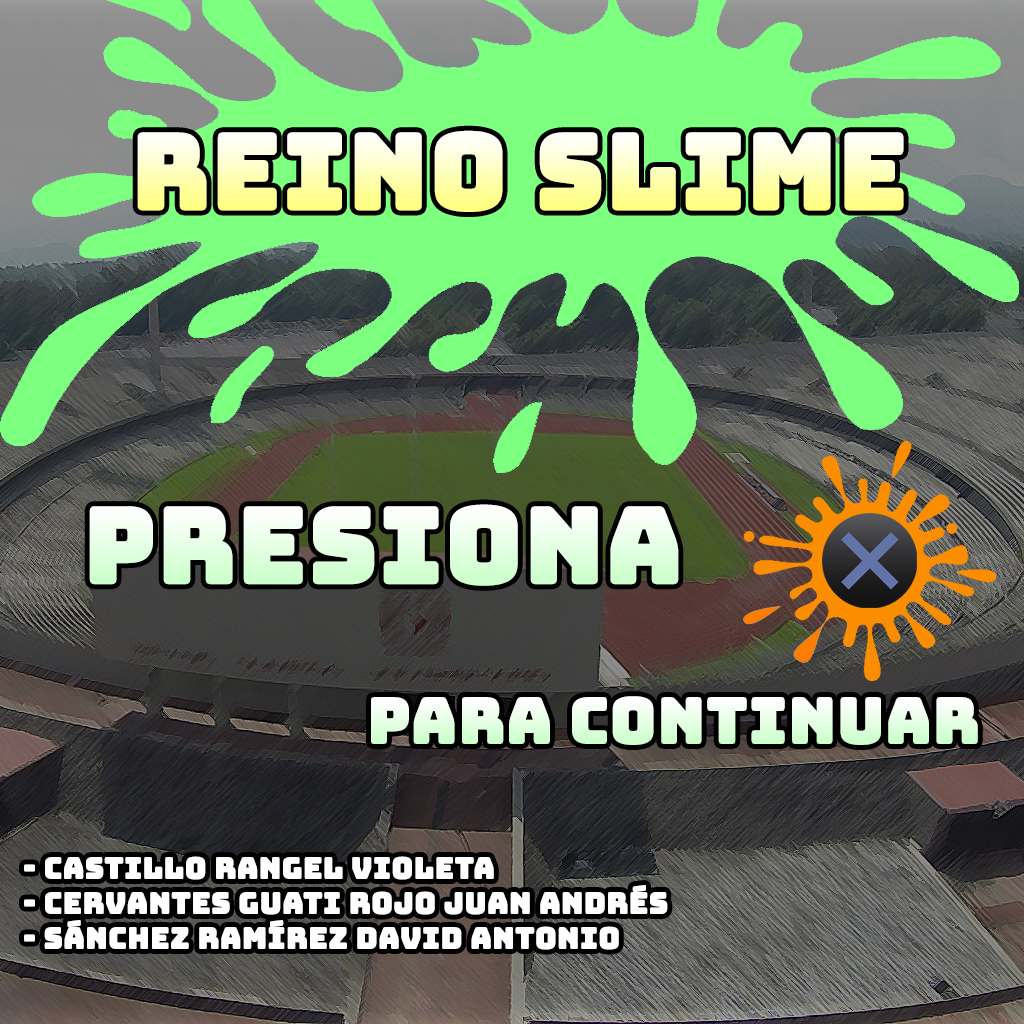 REINO SLIME
PRESIONA
PARA CONTINUAR
- CASTILLO RANGEL VIOLETA
- CERVANTES GUATI ROJO JUAN ANDRÉS
- SÁNCHEZ RAMÍREZ DAVID ANTONIO